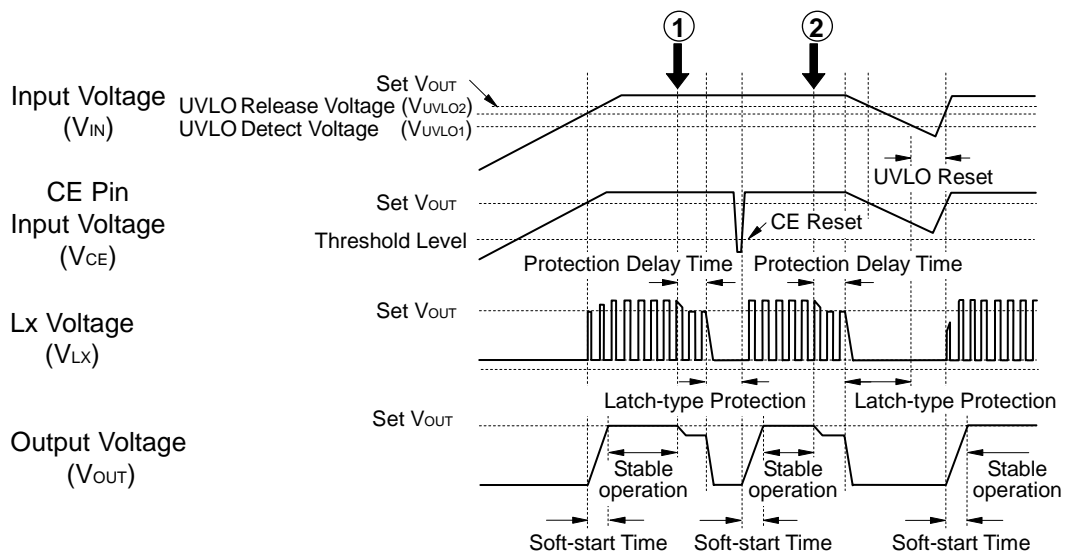 ① ②
Set VOUT
Input Voltage
(VIN)
UVLO Release Voltage (VUVLO2)
UVLO Detect Voltage (VUVLO1)
UVLO Reset
CE Pin
Input Voltage
(VCE)
Set VOUT
Threshold Level
CE Reset
Protection Delay Time Protection Delay Time
Lx Voltage
(VLX)
Set VOUT
Latch-type Protection Latch-type Protection
Output Voltage
(VOUT)
Set VOUT
Stable
operation
Stable
operation
Stable
operation
Soft-start Time Soft-start Time Soft-start Time